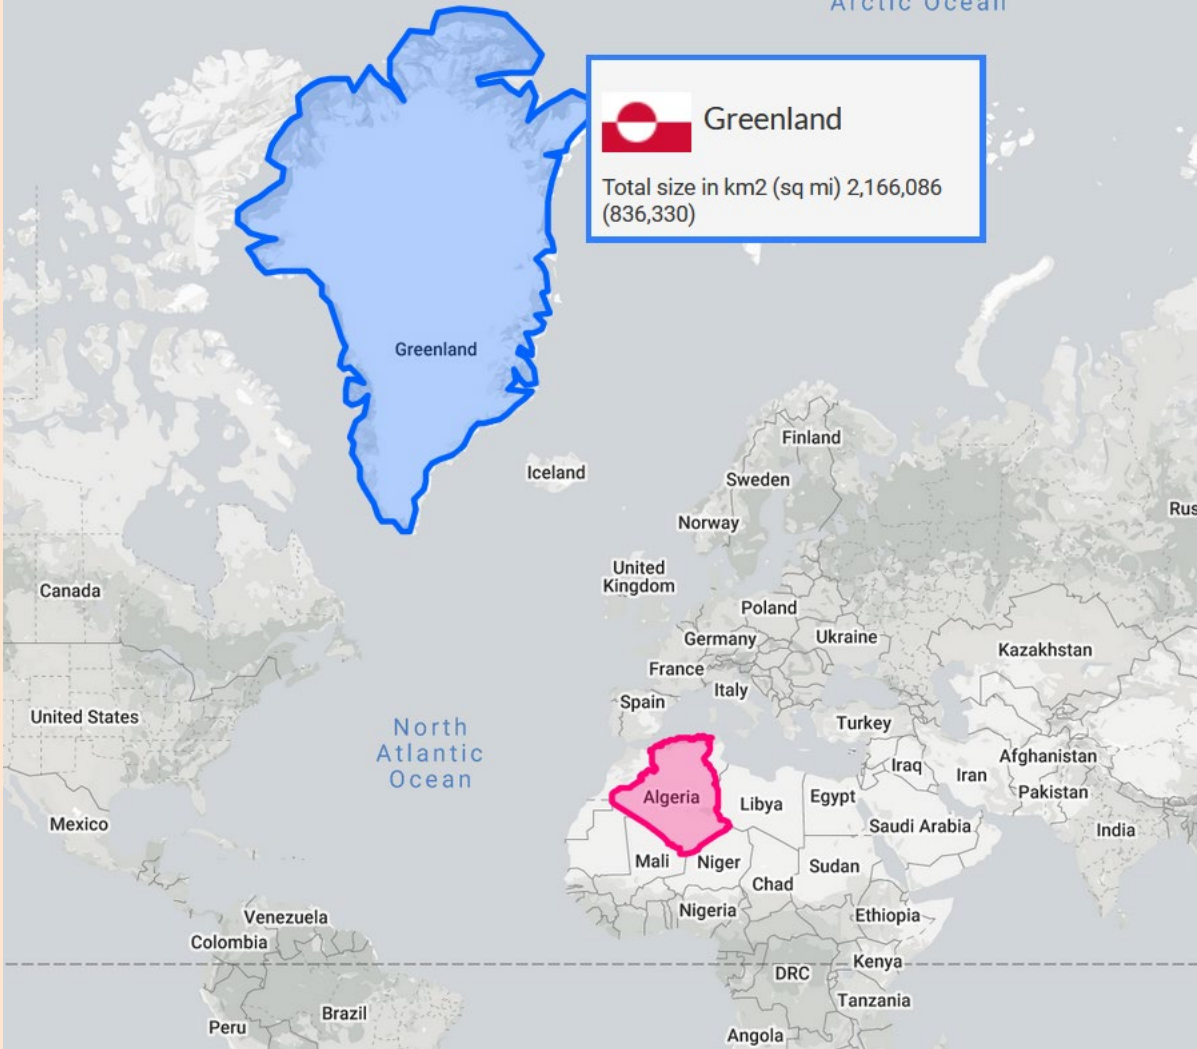 Arctic Ocean
Greenland
Total size in km2 (sq mi) 2,166,086
(836,330)
Greenland
Finland
Iceland
Sweden
Rus
Norway
United
Kingdom
Canada
Poland
Germany
Ukraine
Kazakhstan
France
Italy
Spain
United States
Turkey
North
Atlantic
Ocean
Afghanistan
Iraq
Iran
Pakistan
Algeria
Egypt
Libya
Mexico
Saudi Arabia
India
Mali
Niger
Sudan
Chad
Nigeria
Ethiopia
Venezuela
Colombia
Kenya
DRC
Tanzania
Brazil
Peru
Angola